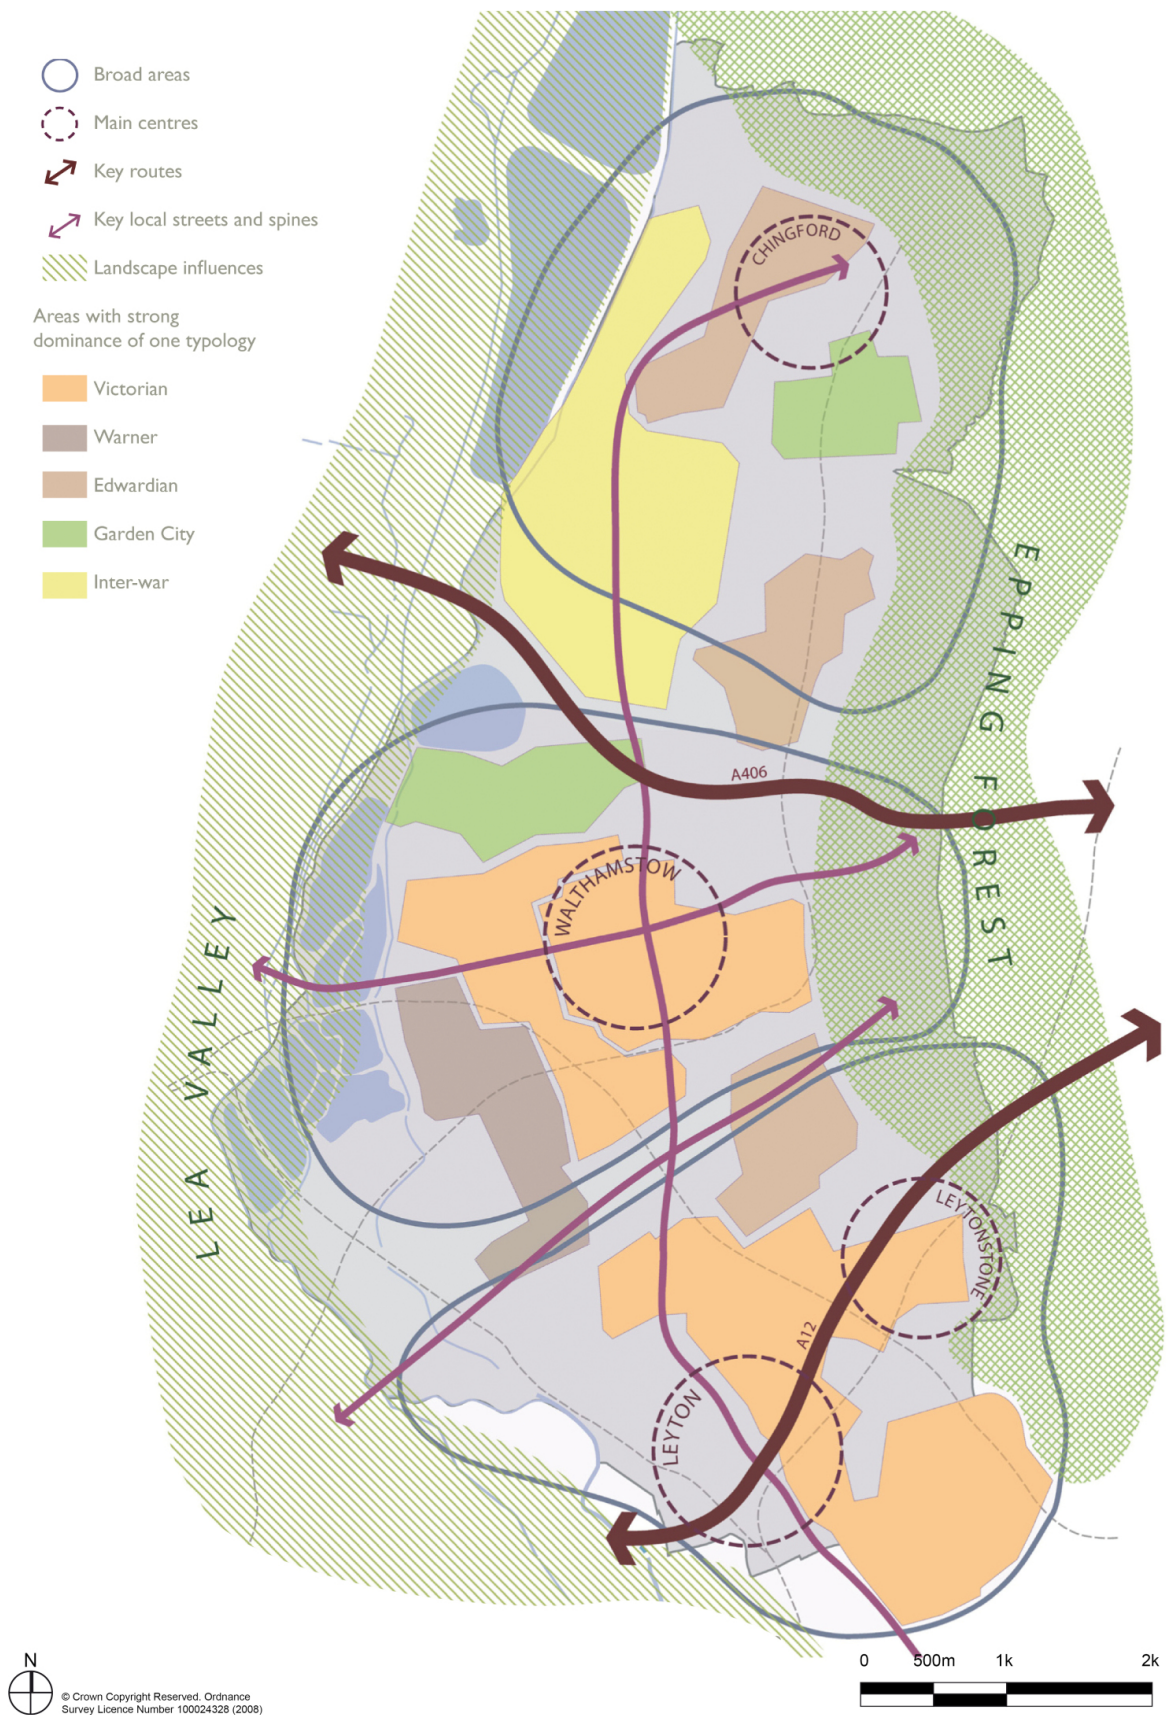 Broad areas
Main centres
Key routes
Key local streets and spines
Landscape influences
Areas with strong
dominance of one typology
Victorian
Warner
Edwardian
Garden City
Inter-war
CHINGFORD
EPPING FOREST
A406
WALTHAMSTOW
LEA VALLEY
LEYTONSTONE
A12
LEYTON
N
© Crown Copyright Reserved. Ordnance
Survey Licence Number 100024328 (2008)
0 500m 1k 2k